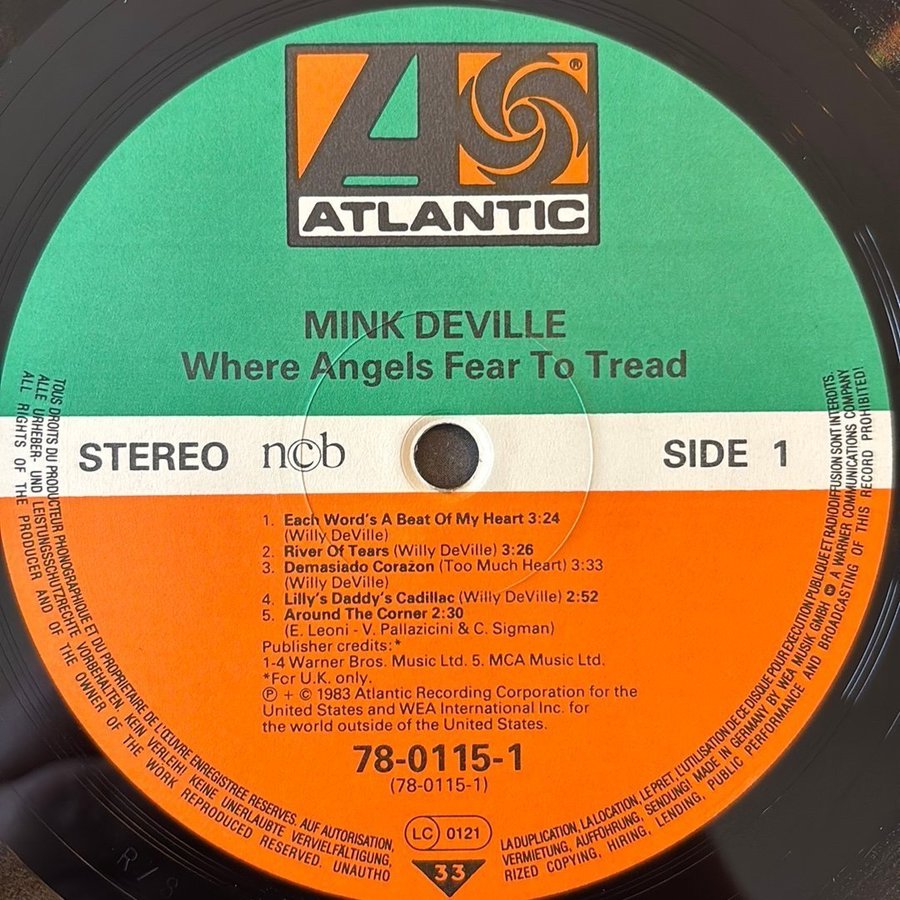 ATLANTIC
®
MINK DEVILLE
Where Angels Fear To Tread
STEREO n©b SIDE 1
1. Each Word's A Beat Of My Heart 3:24
(Willy DeVille)
2. River Of Tears (Willy DeVille) 3:26
3. Demasiado Corazon (Too Much Heart) 3:33
(Willy DeVille)
4. Lilly's Daddy's Cadillac (Willy DeVille) 2:52
5. Around The Corner 2:30
(E. Leoni - V. Pallazicini & C. Sigman)
Publisher credits:*
1-4 Warner Bros. Music Ltd. 5. MCA Music Ltd.
*For U.K. only.
℗ + © 1983 Atlantic Recording Corporation for the
United States and WEA International Inc. for
the world outside of the United States.
78-0115-1
(78-0115-1)
LC 0121
33
TOUS DROITS DU PRODUCTEUR PHONOGRAPHIQUE ET DU PROPRIETAIRE DE L'ŒUVRE ENREGISTREE RESERVES. AUF AUTORISATION,
ALLE URHEBER- UND LEISTUNGSSCHUTZRECHTE VORBEHALTEN. KEIN VERLEIH! KEINE UNERLAUBTE VERVIELFÄLTIGUNG,
ALL RIGHTS OF THE PRODUCER AND OF THE OWNER OF THE WORK REPRODUCED RESERVED. UNAUTHO
LA DUPLICATION, LA LOCATION, LE PRET, L'UTILISATION DE CE DISQUE POUR EXECUTION PUBLIQUE ET RADIODIFFUSION SONT INTERDITS.
VERMIETUNG, AUFFÜHRUNG, SENDUNG! MADE IN GERMANY BY WEA MUSIK GMBH A WARNER COMMUNICATIONS COMPANY
RIZED COPYING, HIRING, LENDING, PUBLIC PERFORMANCE AND BROADCASTING OF THIS RECORD PROHIBITED!
R/S